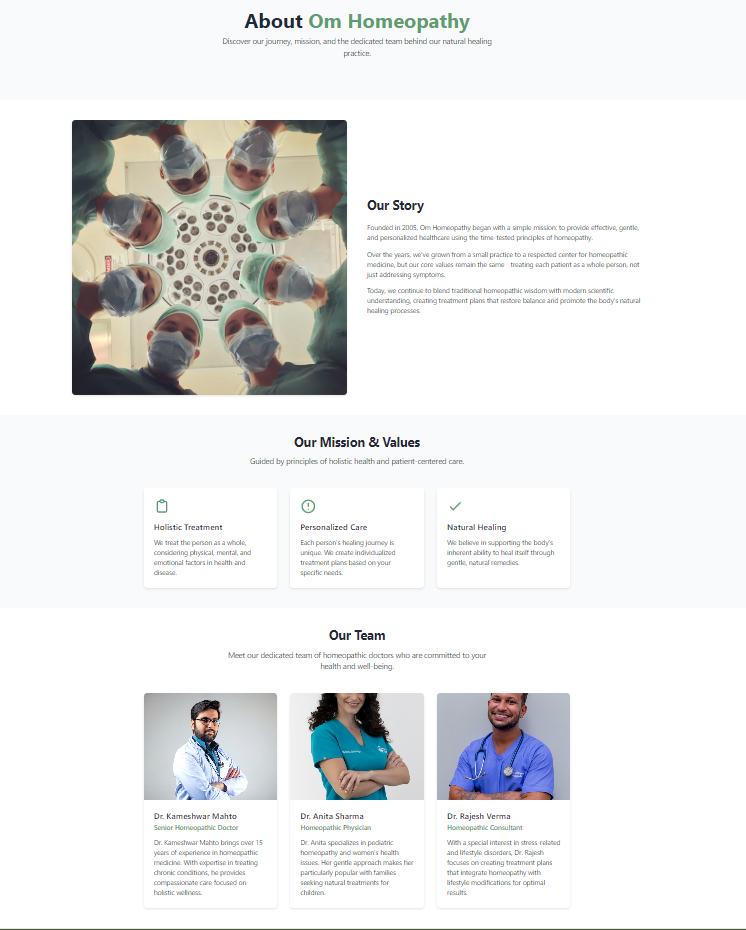 About Om Homeopathy
Discover our journey, mission, and the dedicated team behind our natural healing
practice.
Our Story
Founded in 2005, Om Homeopathy began with a simple mission: to provide effective, gentle,
and personalized healthcare using the time-tested principles of homeopathy.
Over the years, we've grown from a small practice to a respected center for homeopathic
medicine, but our core values remain the same - treating each patient as a whole person, not
just addressing symptoms.
Today, we continue to blend traditional homeopathic wisdom with modern scientific
understanding, creating treatment plans that restore balance and promote the body's natural
healing processes.
Our Mission & Values
Guided by principles of holistic health and patient-centered care.
Holistic Treatment
We treat the person as a whole,
considering physical, mental, and
emotional factors in health and
disease.
Personalized Care
Each person's healing journey is
unique. We create individualized
treatment plans based on your
specific needs.
Natural Healing
We believe in supporting the body's
inherent ability to heal itself through
gentle, natural remedies.
Our Team
Meet our dedicated team of homeopathic doctors who are committed to your
health and well-being.
Dr. Kameshwar Mahto
Senior Homeopathic Doctor
Dr. Kameshwar Mahto brings over 15
years of experience in homeopathic
medicine. With expertise in treating
chronic conditions, he provides
compassionate care focused on
holistic wellness.
Dr. Anita Sharma
Homeopathic Physician
Dr. Anita specializes in pediatric
homeopathy and women's health
issues. Her gentle approach makes her
particularly popular with families
seeking natural treatments for
children.
Dr. Rajesh Verma
Homeopathic Consultant
With a special interest in stress-related
and lifestyle disorders, Dr. Rajesh
focuses on creating treatment plans
that integrate homeopathy with
lifestyle modifications for optimal
results.